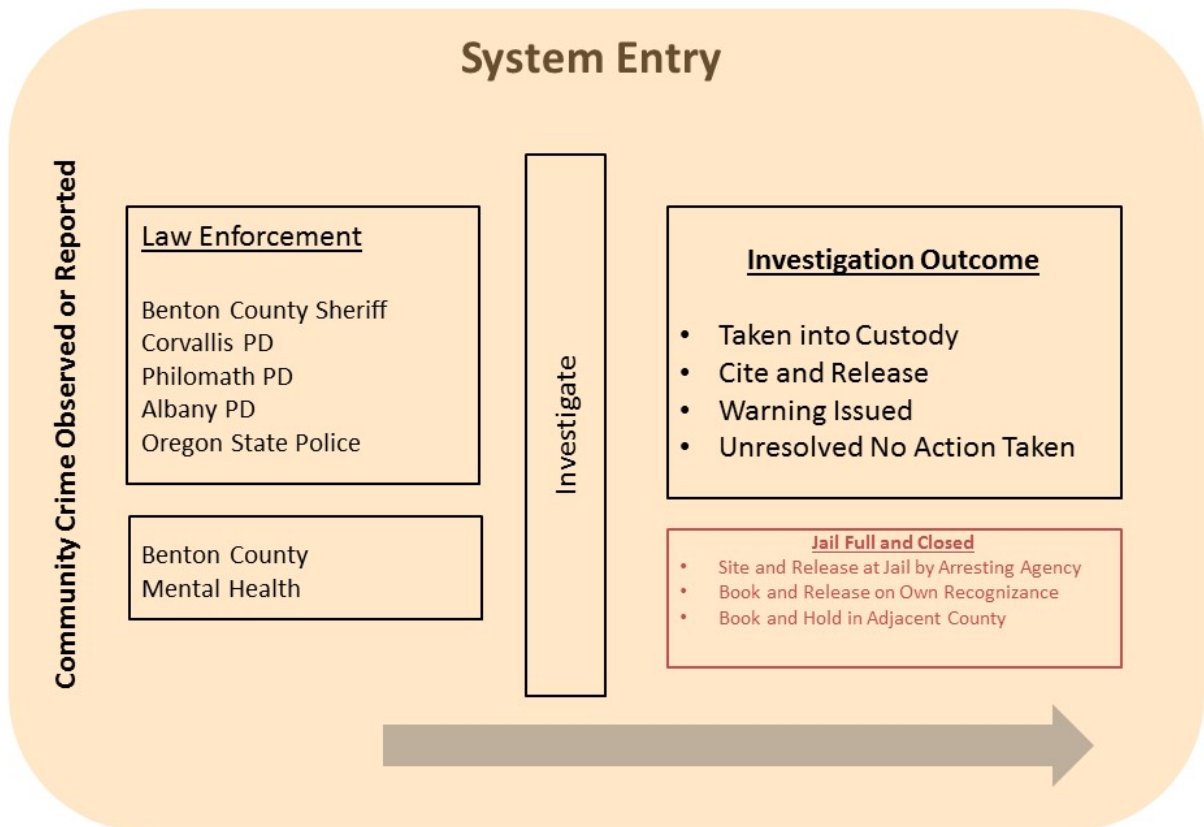 System Entry
Community Crime Observed or Reported
Law Enforcement
Benton County Sheriff
Corvallis PD
Philomath PD
Albany PD
Oregon State Police
Benton County
Mental Health
Investigate
Investigation Outcome
• Taken into Custody
• Cite and Release
• Warning Issued
• Unresolved No Action Taken
Jail Full and Closed
• Site and Release at Jail by Arresting Agency
• Book and Release on Own Recognizance
• Book and Hold in Adjacent County